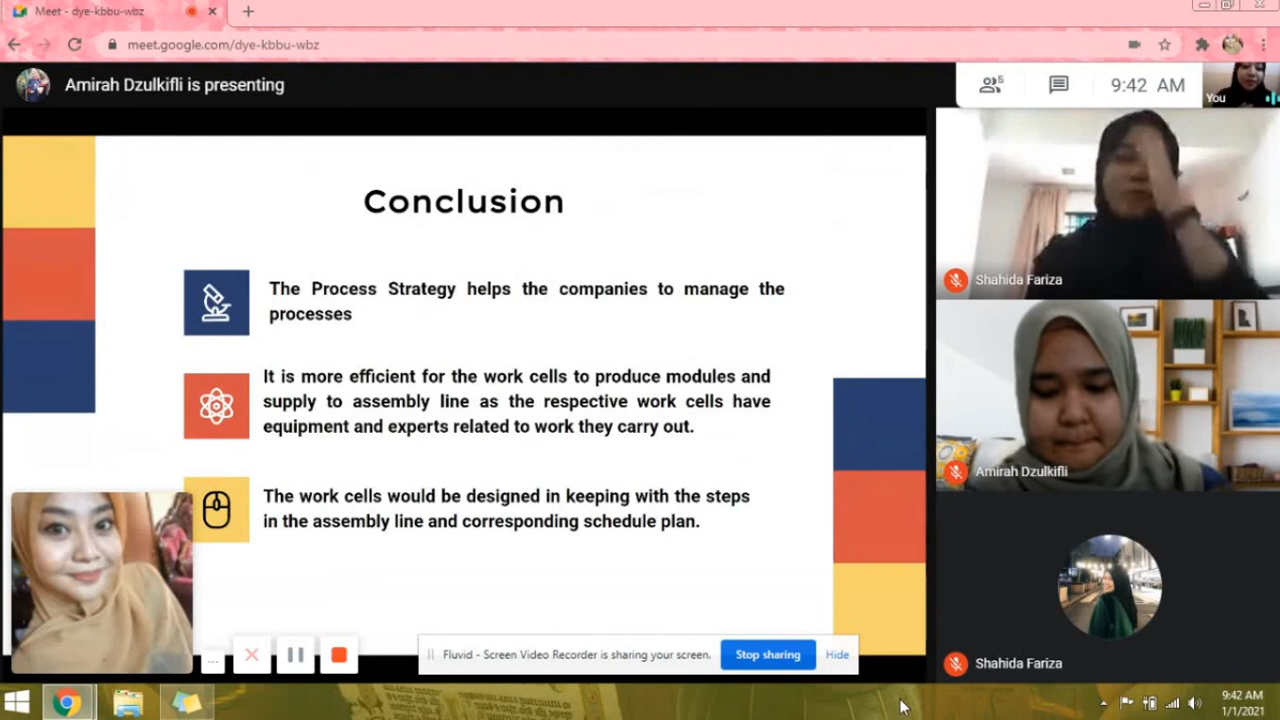 Meet - dye-kbbu-wbz
meet.google.com/dye-kbbu-wbz
Amirah Dzulkifli is presenting
5
9:42 AM
You
Conclusion
The Process Strategy helps the companies to manage the
processes
It is more efficient for the work cells to produce modules and
supply to assembly line as the respective work cells have
equipment and experts related to work they carry out.
The work cells would be designed in keeping with the steps
in the assembly line and corresponding schedule plan.
Shahida Fariza
Amirah Dzulkifli
Shahida Fariza
...
Fluvid - Screen Video Recorder is sharing your screen.
Stop sharing
Hide
9:42 AM
1/1/2021